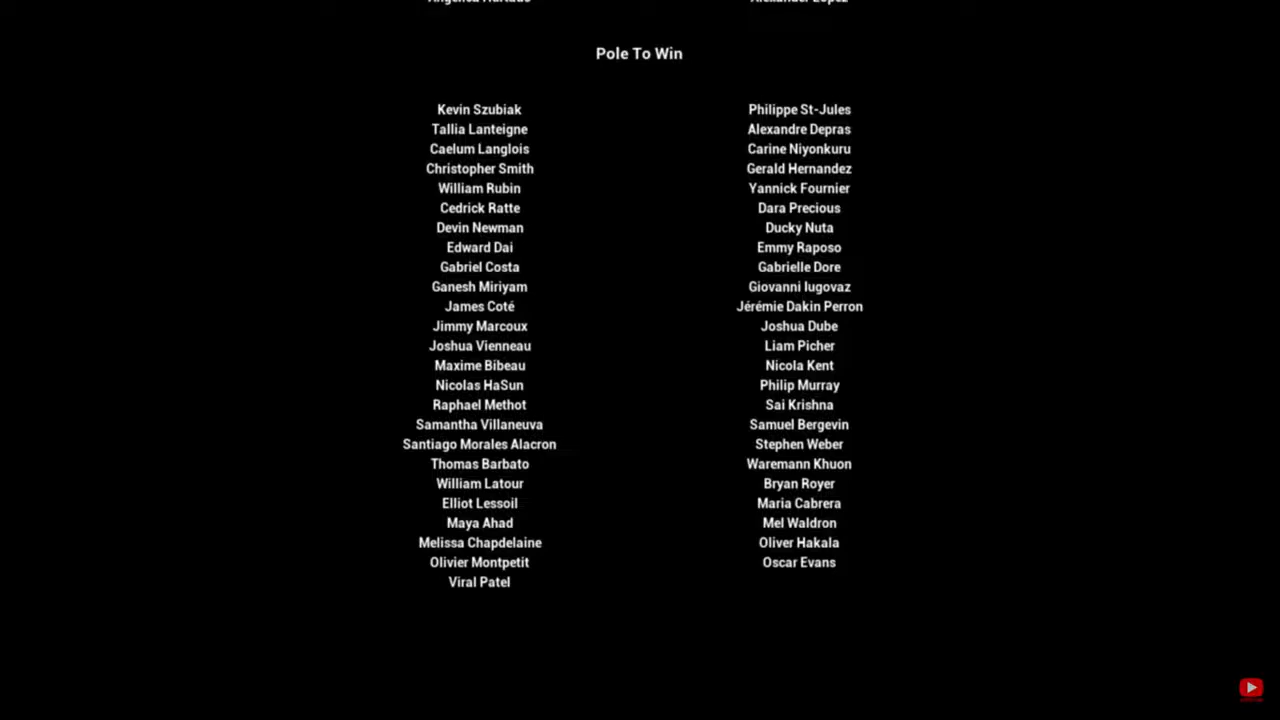 Angelica Hurtado
Alexander Lopez
Pole To Win
Kevin Szubiak
Philippe St-Jules
Tallia Lanteigne
Alexandre Depras
Caelum Langlois
Carine Niyonkuru
Christopher Smith
Gerald Hernandez
William Rubin
Yannick Fournier
Cedrick Ratte
Dara Precious
Devin Newman
Ducky Nuta
Edward Dai
Emmy Raposo
Gabriel Costa
Gabrielle Dore
Ganesh Miriyam
Giovanni Iugovaz
James Coté
Jérémie Dakin Perron
Jimmy Marcoux
Joshua Dube
Joshua Vienneau
Liam Picher
Maxime Bibeau
Nicola Kent
Nicolas HaSun
Philip Murray
Raphael Methot
Sai Krishna
Samantha Villaneuva
Samuel Bergevin
Santiago Morales Alacron
Stephen Weber
Thomas Barbato
Waremann Khuon
William Latour
Bryan Royer
Elliot Lessoil
Maria Cabrera
Maya Ahad
Mel Waldron
Melissa Chapdelaine
Oliver Hakala
Olivier Montpetit
Oscar Evans
Viral Patel